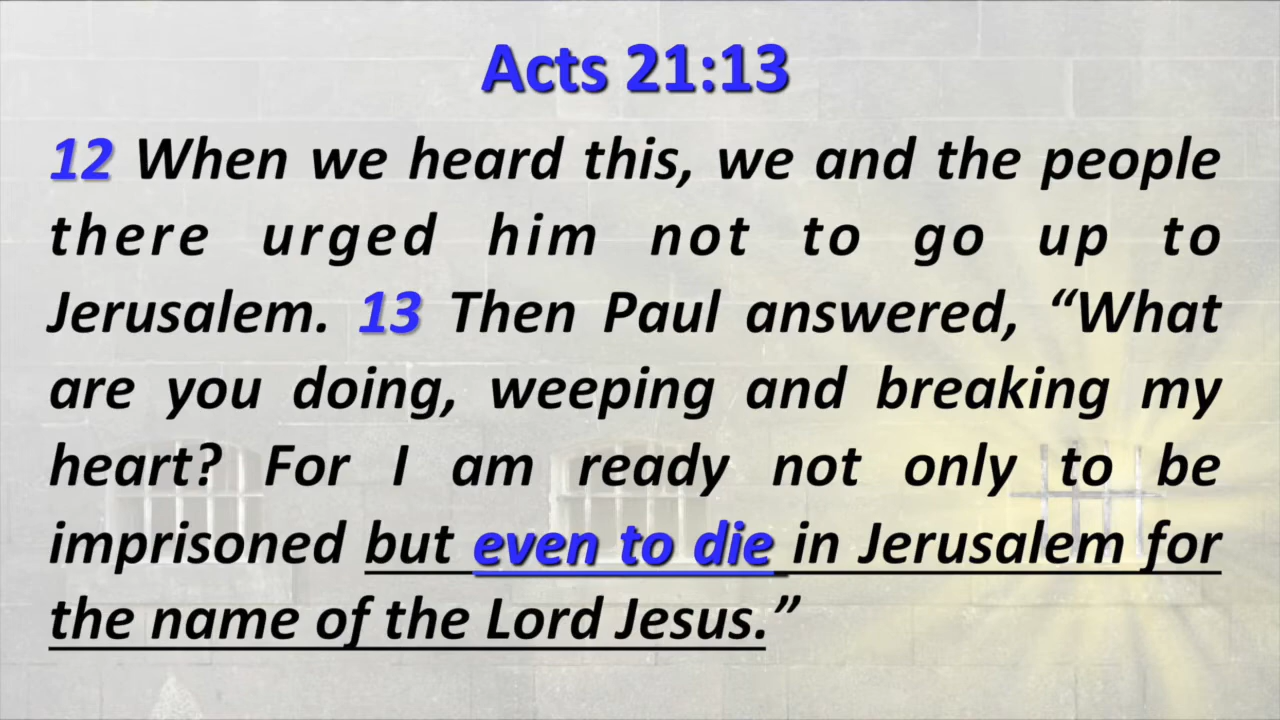 Acts 21:13
12 When we heard this, we and the people
there urged him not to go up to
Jerusalem. 13 Then Paul answered, “What
are you doing, weeping and breaking my
heart? For I am ready not only to be
imprisoned but even to die in Jerusalem for
the name of the Lord Jesus.”